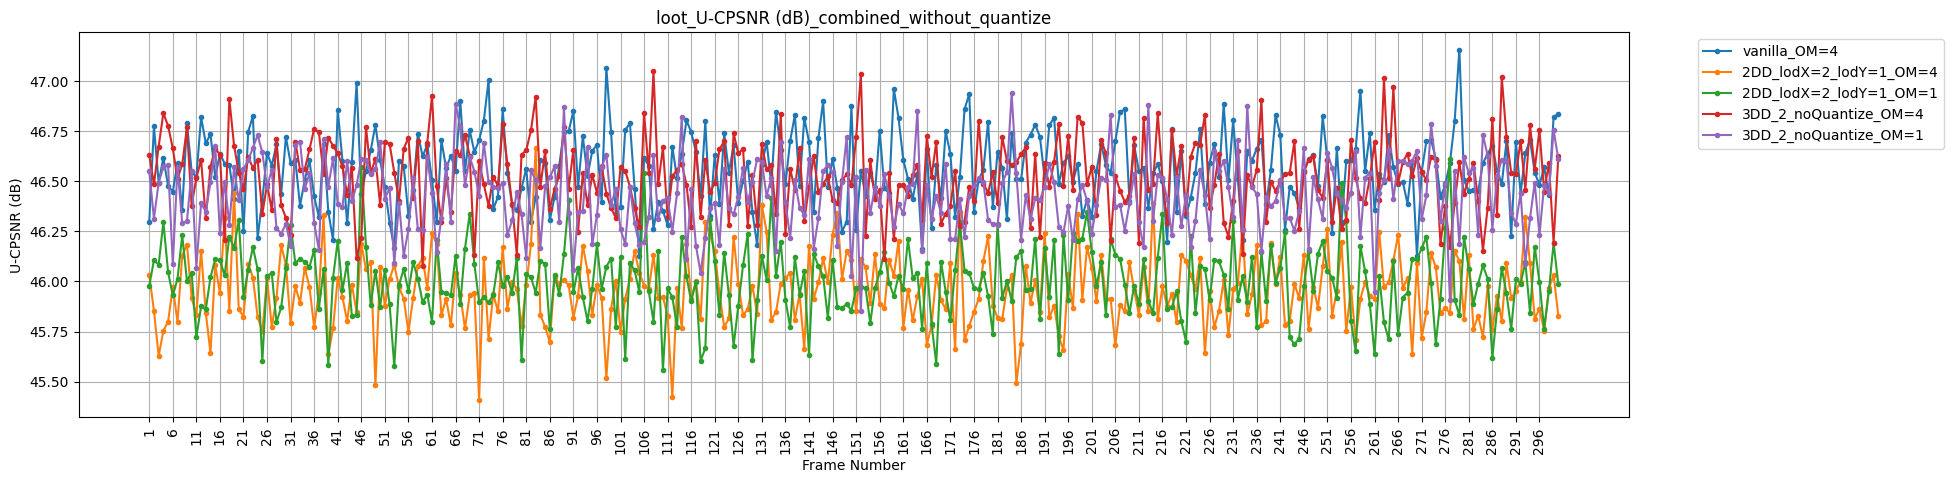 loot_U-CPSNR (dB)_combined_without_quantize
vanilla_OM=4
2DD_lodX=2_lodY=1_OM=4
2DD_lodX=2_lodY=1_OM=1
3DD_2_noQuantize_OM=4
3DD_2_noQuantize_OM=1
U-CPSNR (dB)
47.00
46.75
46.50
46.25
46.00
45.75
45.50
1 6 11 16 21 26 31 36 41 46 51 56 61 66 71 76 81 86 91 96 101 106 111 116 121 126 131 136 141 146 151 156 161 166 171 176 181 186 191 196 201 206 211 216 221 226 231 236 241 246 251 256 261 266 271 276 281 286 291 296
Frame Number